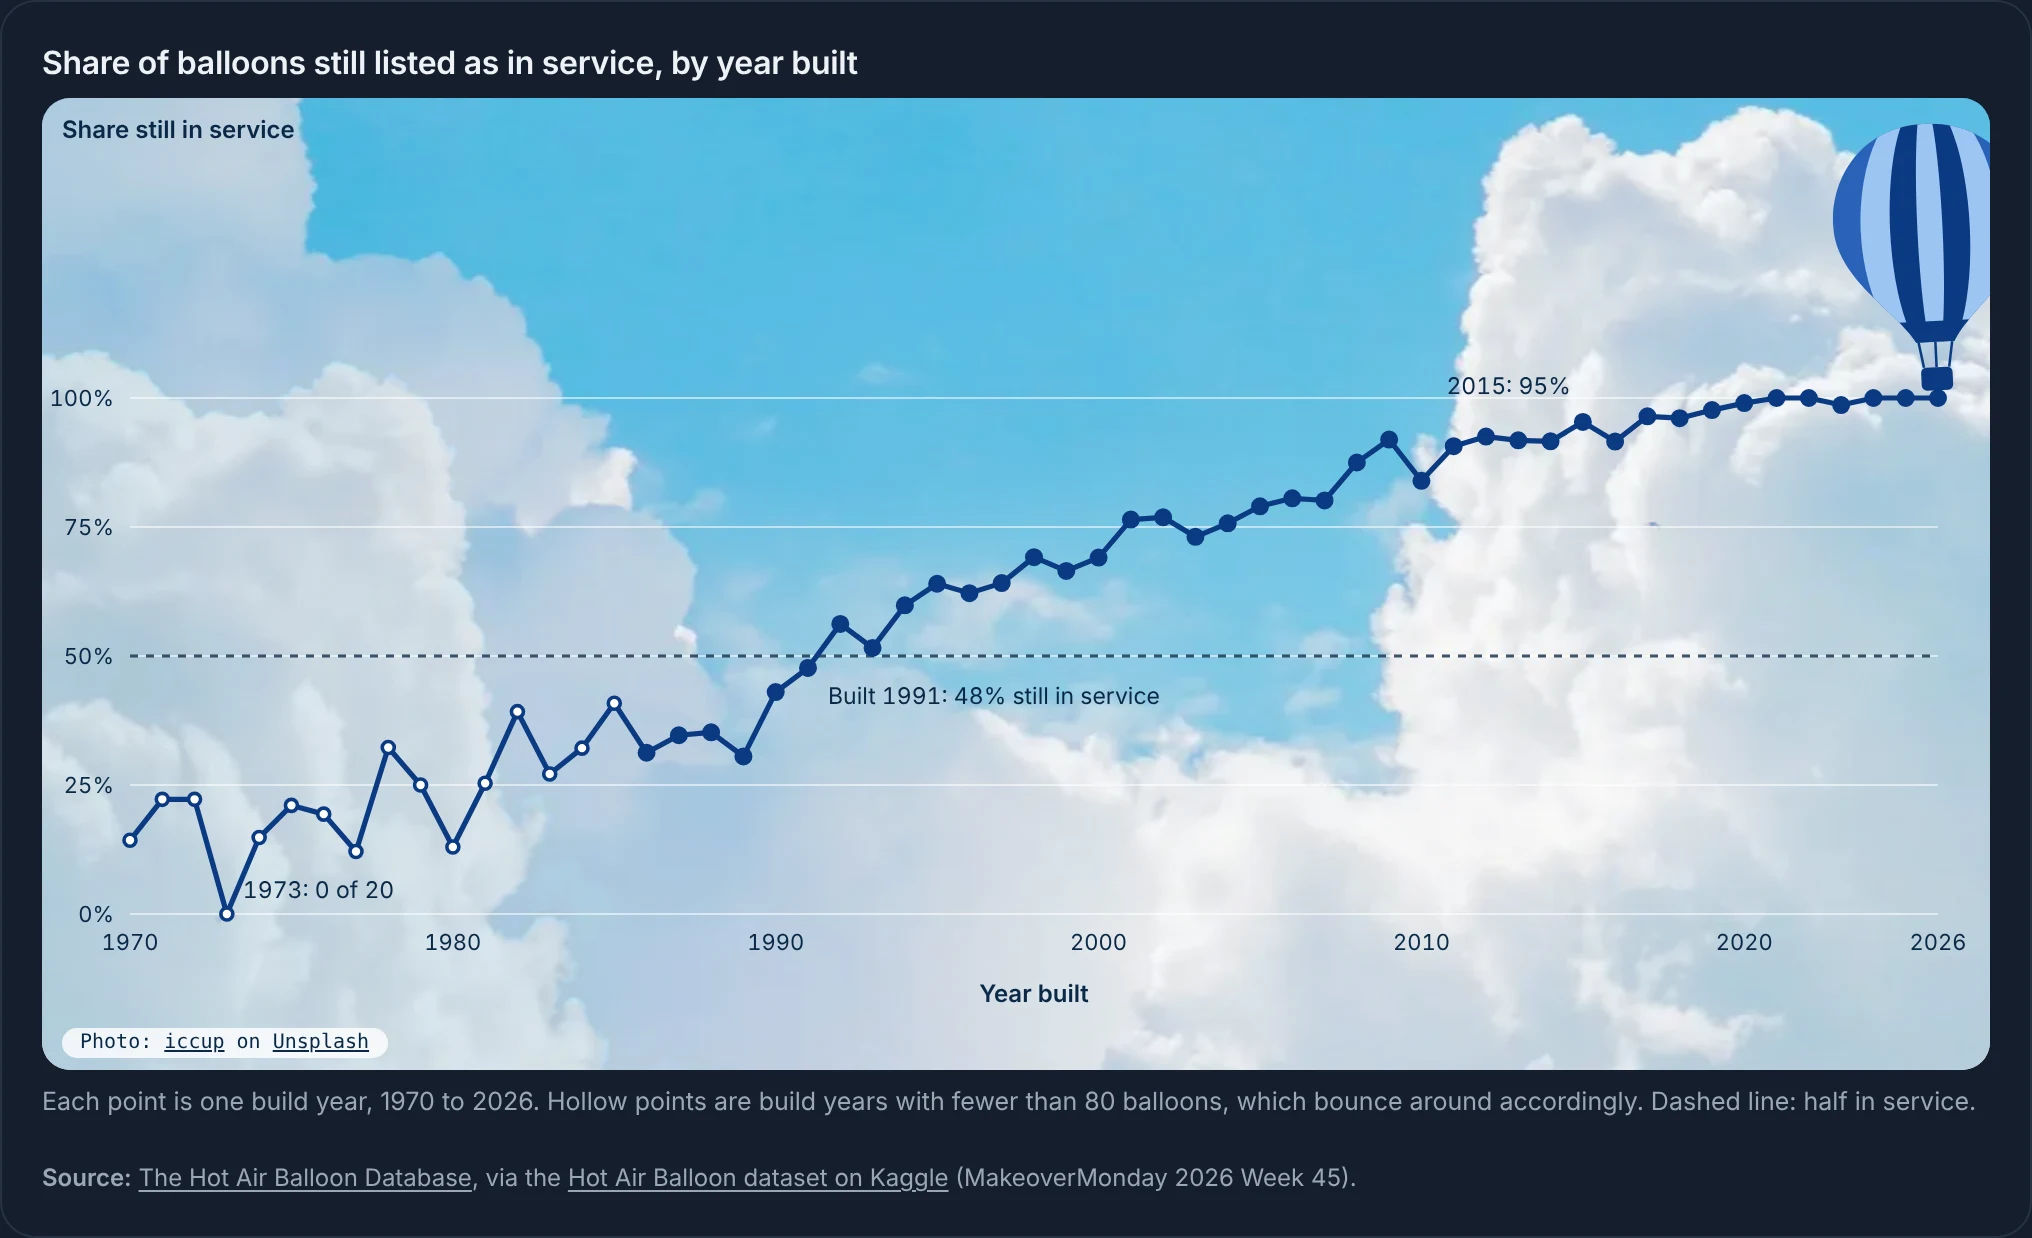 Share of balloons still listed as in service, by year built
Share still in service
100%
2015: 95%
75%
50%
Built 1991: 48% still in service
25%
1973: 0 of 20
0%
1970 1980 1990 2000 2010 2020 2026
Year built
Photo: iccup on Unsplash
Each point is one build year, 1970 to 2026. Hollow points are build years with fewer than 80 balloons, which bounce around accordingly. Dashed line: half in service.
Source: The Hot Air Balloon Database, via the Hot Air Balloon dataset on Kaggle (MakeoverMonday 2026 Week 45).